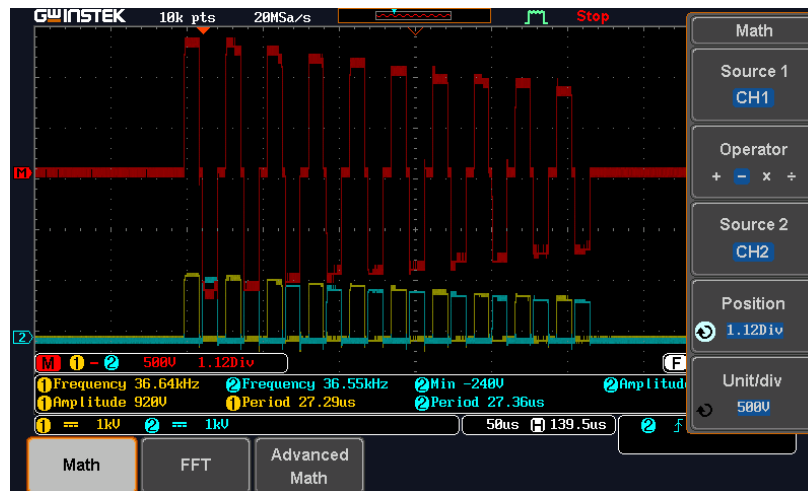 GWINSTEK 10k pts 20MSa/s Stop
Math
Source 1
CH1
Operator
+ - x ÷
Source 2
CH2
Position
1.12Div
Unit/div
500V
M
2
M 1 - 2 500V 1.12Div F
1 Frequency 36.64kHz 2 Frequency 36.55kHz 2 Min -240V 2 Amplitud
1 Amplitude 920V 1 Period 27.29us 2 Period 27.36us
1 1kV 2 1kV 50us H 139.5us 2
Math FFT Advanced Math